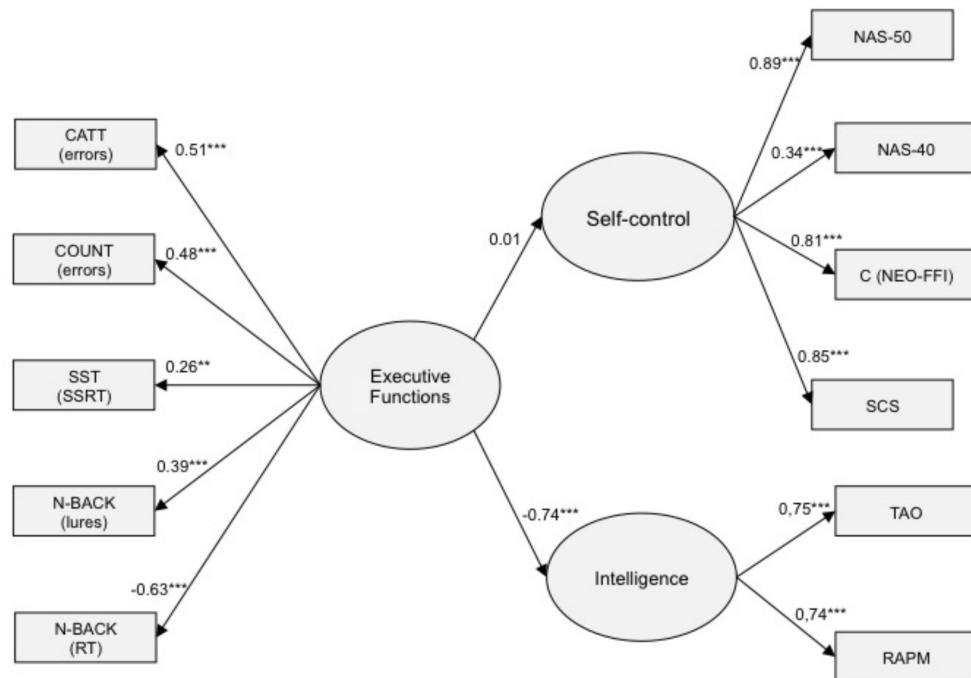 NAS-50
0.89***
CATT
(errors)
0.51***
NAS-40
0.34***
Self-control
COUNT
(errors)
0.48***
0.01
0.81***
C (NEO-FFI)
SST
(SSRT)
0.26**
Executive
Functions
0.85***
SCS
N-BACK
(lures)
0.39***
-0.74***
0,75***
TAO
Intelligence
-0.63***
N-BACK
(RT)
0,74***
RAPM